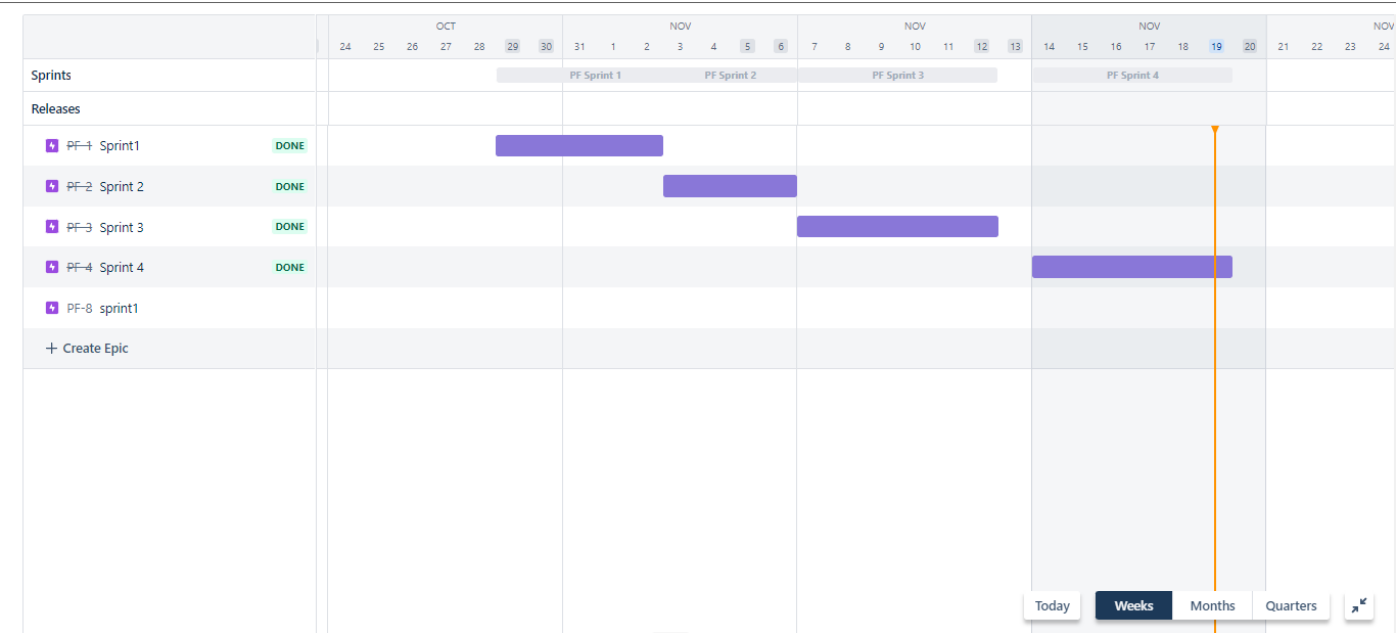 OCT NOV NOV NOV NOV
24 25 26 27 28 29 30 31 1 2 3 4 5 6 7 8 9 10 11 12 13 14 15 16 17 18 19 20 21 22 23 24
Sprints PF Sprint 1 PF Sprint 2 PF Sprint 3 PF Sprint 4
Releases
PF-1 Sprint1 DONE
PF-2 Sprint 2 DONE
PF-3 Sprint 3 DONE
PF-4 Sprint 4 DONE
PF-8 sprint1
+ Create Epic
Today Weeks Months Quarters